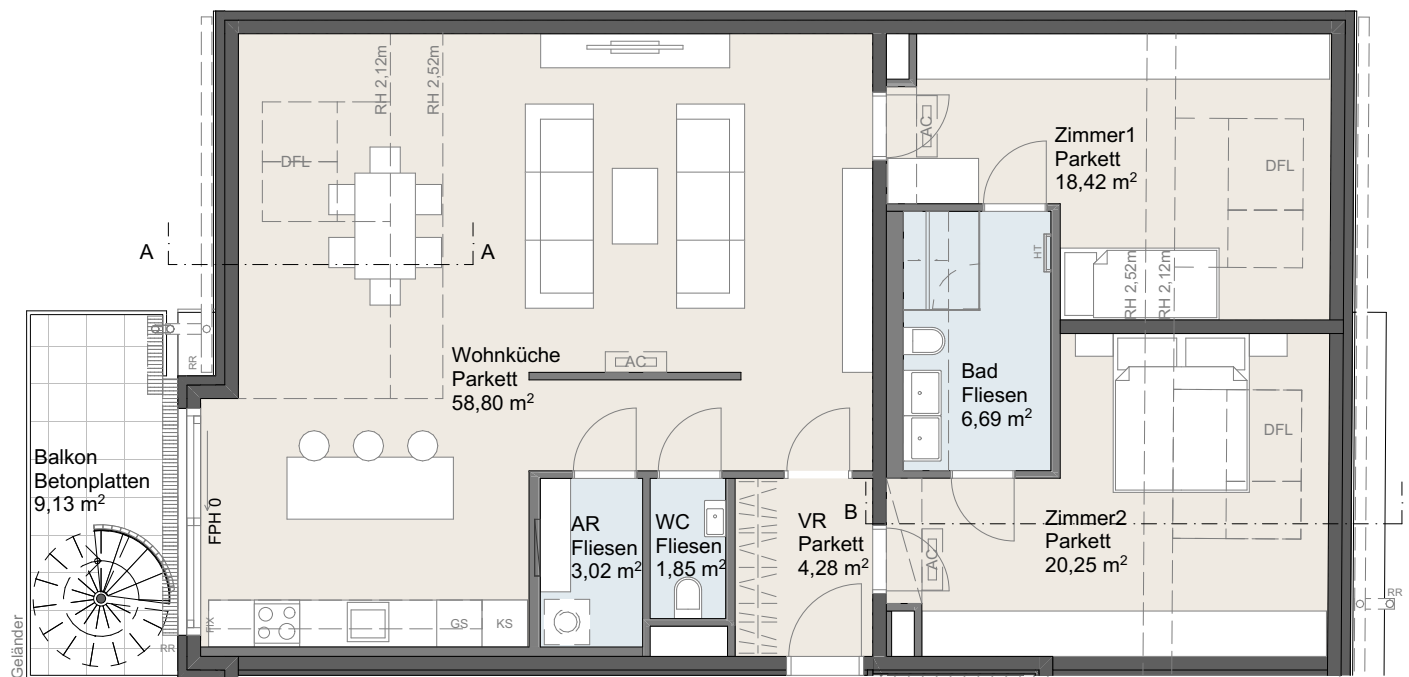 RH 2,12m
RH 2,52m
DFL
A
A
RR
AC
Wohnküche
Parkett
58,80 m²
AC
Zimmer1
Parkett
18,42 m²
DFL
HT
RH 2,52m
RH 2,12m
Bad
Fliesen
6,69 m²
DFL
Balkon
Betonplatten
9,13 m²
FPH 0
AR
Fliesen
3,02 m²
WC
Fliesen
1,85 m²
VR
Parkett
4,28 m²
B
Zimmer2
Parkett
20,25 m²
AC
RR
FIX
GS
KS
RR
Geländer